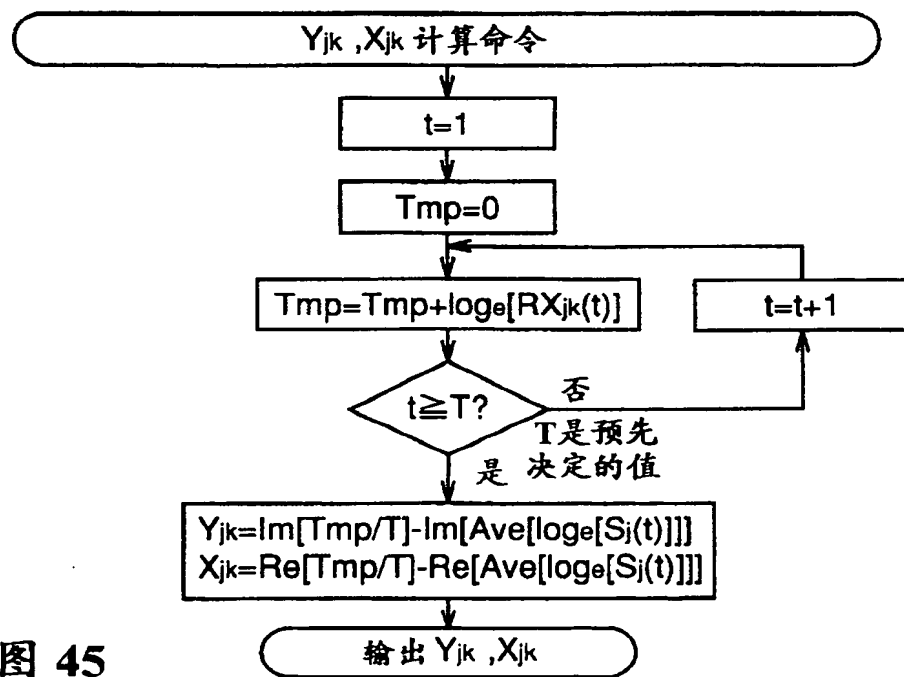 Yjk ,Xjk 计算命令
t=1
Tmp=0
Tmp=Tmp+loge[RXjk(t)]
t=t+1
t≧T?
否
T是预先
决定的值
是
Yjk=Im[Tmp/T]-Im[Ave[loge[Sj(t)]]]
Xjk=Re[Tmp/T]-Re[Ave[loge[Sj(t)]]]
输出 Yjk ,Xjk
图 45